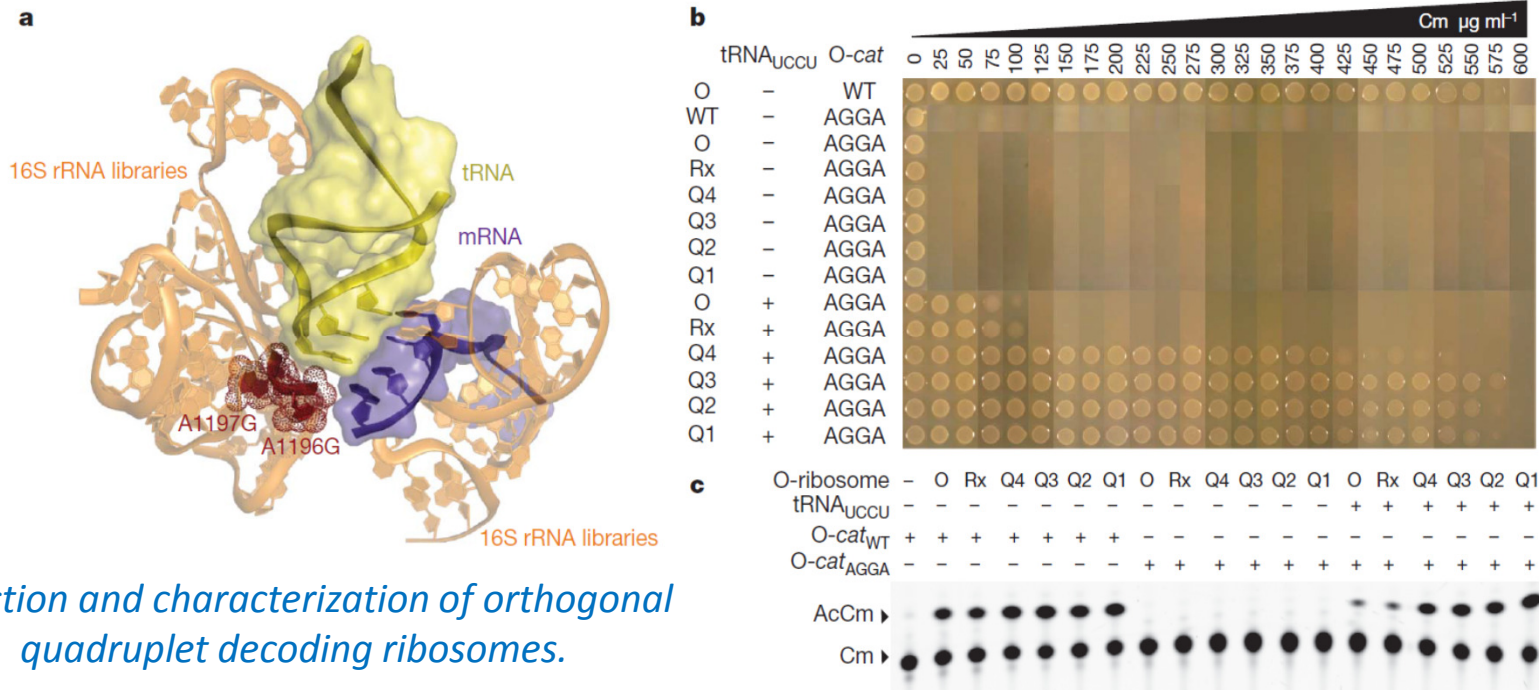 a
16S rRNA libraries
tRNA
mRNA
A1197G
A1196G
16S rRNA libraries
b
Cm µg ml–1
tRNAUCCU O-cat 0 25 50 75 100 125 150 175 200 225 250 275 300 325 350 375 400 425 450 475 500 525 550 575 600
O – WT
WT – AGGA
O – AGGA
Rx – AGGA
Q4 – AGGA
Q3 – AGGA
Q2 – AGGA
Q1 – AGGA
O + AGGA
Rx + AGGA
Q4 + AGGA
Q3 + AGGA
Q2 + AGGA
Q1 + AGGA
c
O-ribosome – O Rx Q4 Q3 Q2 Q1 O Rx Q4 Q3 Q2 Q1 O Rx Q4 Q3 Q2 Q1
tRNAUCCU – – – – – – – – – – – – – + + + + + +
O-catWT + + + + + + + – – – – – – – – – – – –
O-catAGGA – – – – – – – + + + + + + + + + + + +
AcCm
Cm
ction and characterization of orthogonal
quadruplet decoding ribosomes.